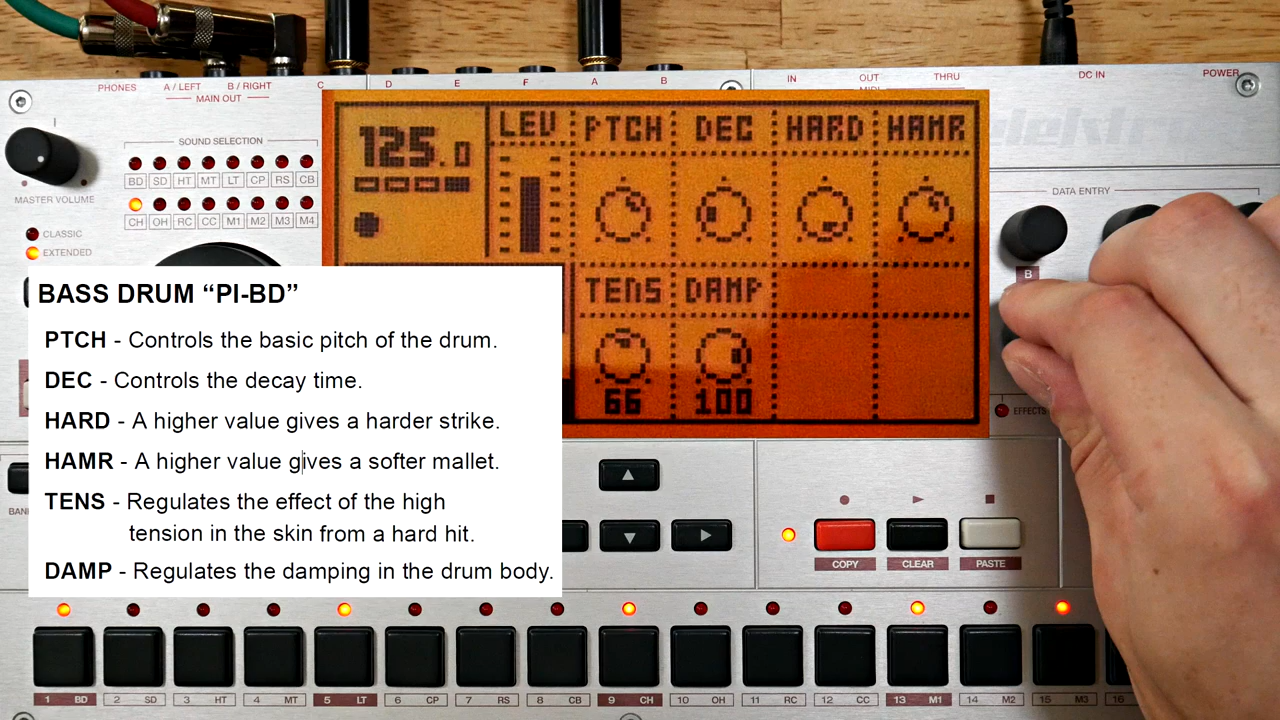 PHONES
A / LEFT
B / RIGHT
MAIN OUT
C
D
E
F
A
B
IN
OUT
THRU
MIDI
DC IN
POWER
MASTER VOLUME
SOUND SELECTION
BD SD HT MT LT CP RS CB
CH OH RC CC M1 M2 M3 M4
CLASSIC
EXTENDED
125.0
LEV PTCH DEC HARD HAMR
TENS DAMP
66 100
DATA ENTRY
B
EFFECTS
BASS DRUM “PI-BD”
PTCH - Controls the basic pitch of the drum.
DEC - Controls the decay time.
HARD - A higher value gives a harder strike.
HAMR - A higher value gives a softer mallet.
TENS - Regulates the effect of the high
tension in the skin from a hard hit.
DAMP - Regulates the damping in the drum body.
BAN
COPY CLEAR PASTE
1 BD 2 SD 3 HT 4 MT 5 LT 6 CP 7 RS 8 CB 9 CH 10 OH 11 RC 12 CC 13 M1 14 M2 15 M3 16